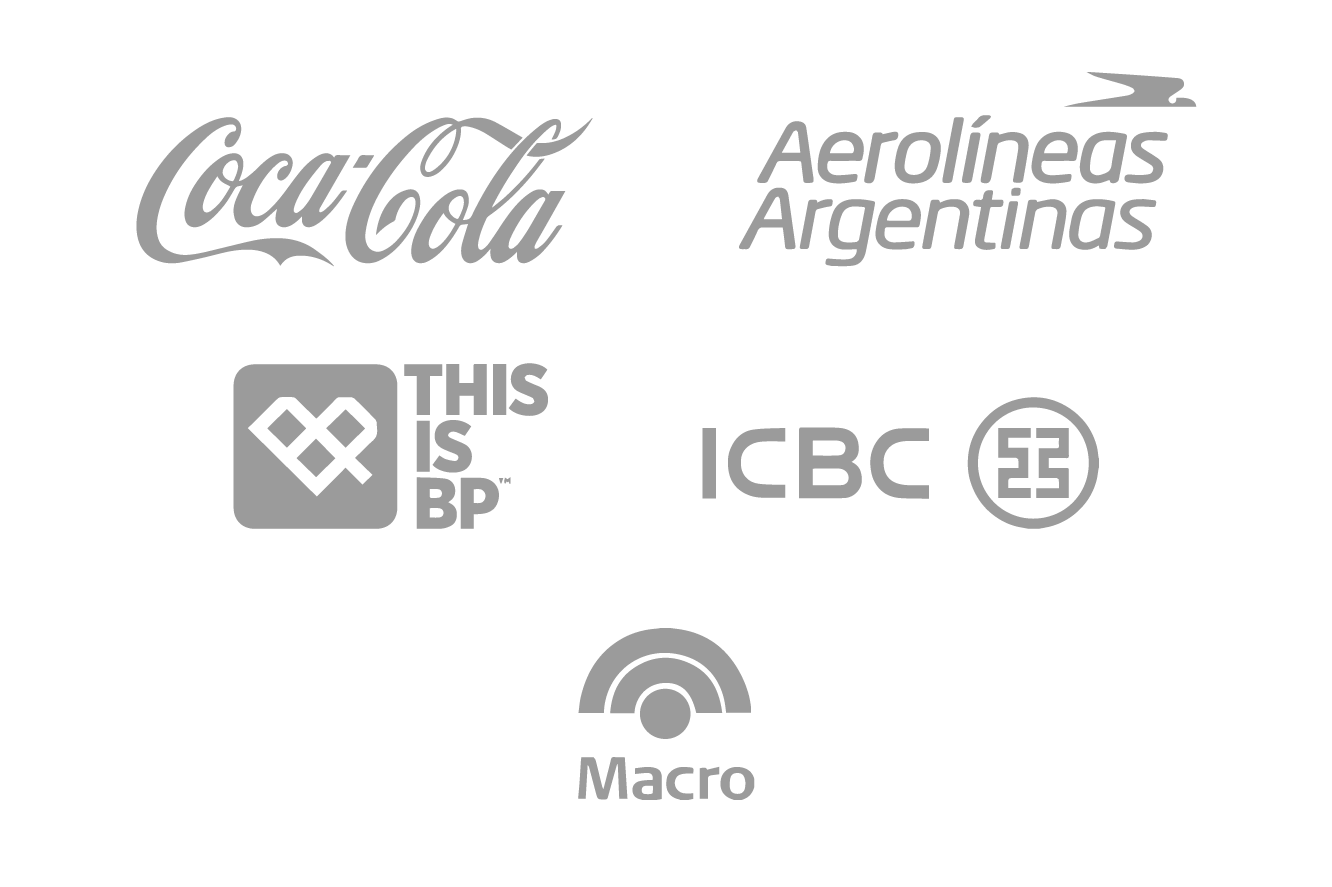 Coca-Cola
Aerolíneas
Argentinas
THIS
IS
BP™
ICBC
Macro